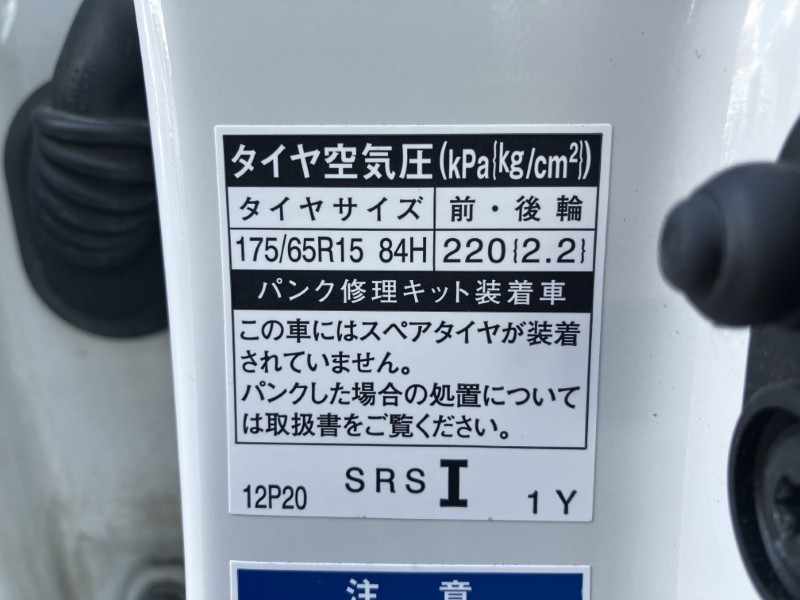 タイヤ空気圧(kPa{kg/cm²})
タイヤサイズ 前・後輪
175/65R15 84H 220{2.2}
パンク修理キット装着車
この車にはスペアタイヤが装着
されていません。
パンクした場合の処置について
は取扱書をご覧ください。
12P20 SRS I 1Y
注意